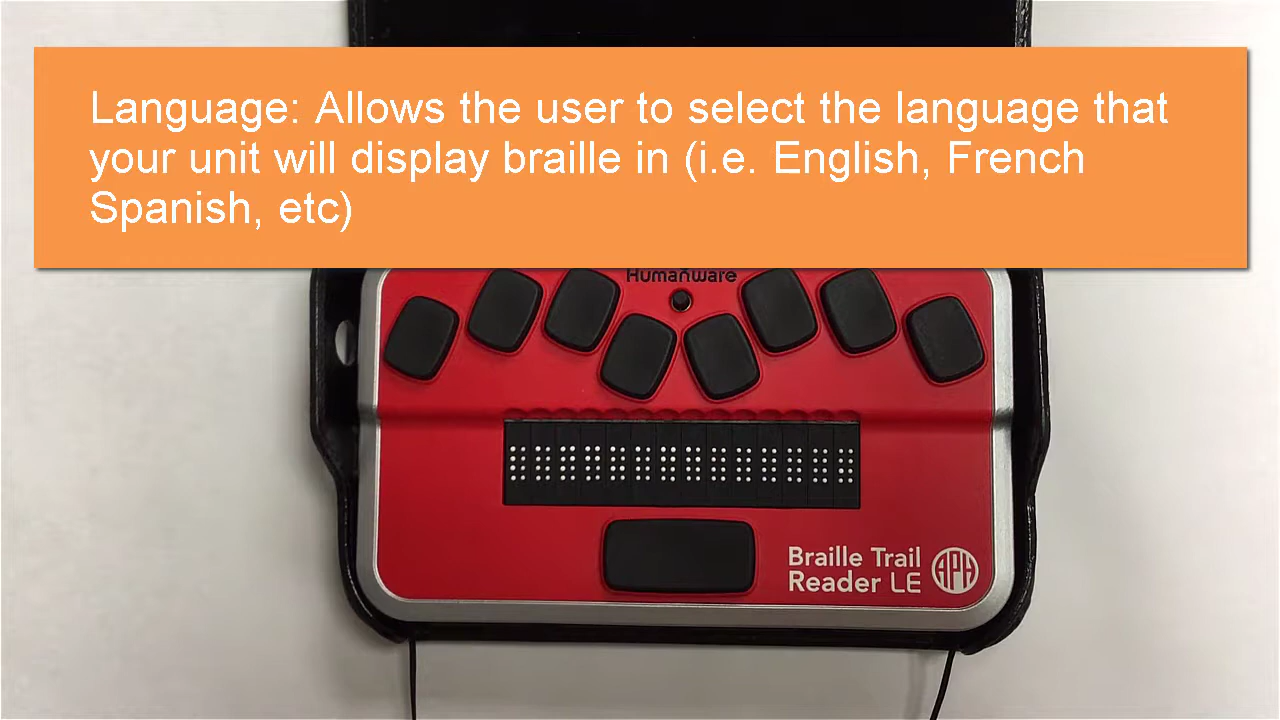 Language: Allows the user to select the language that
your unit will display braille in (i.e. English, French
Spanish, etc)
Humanware
Braille Trail
Reader LE
APH